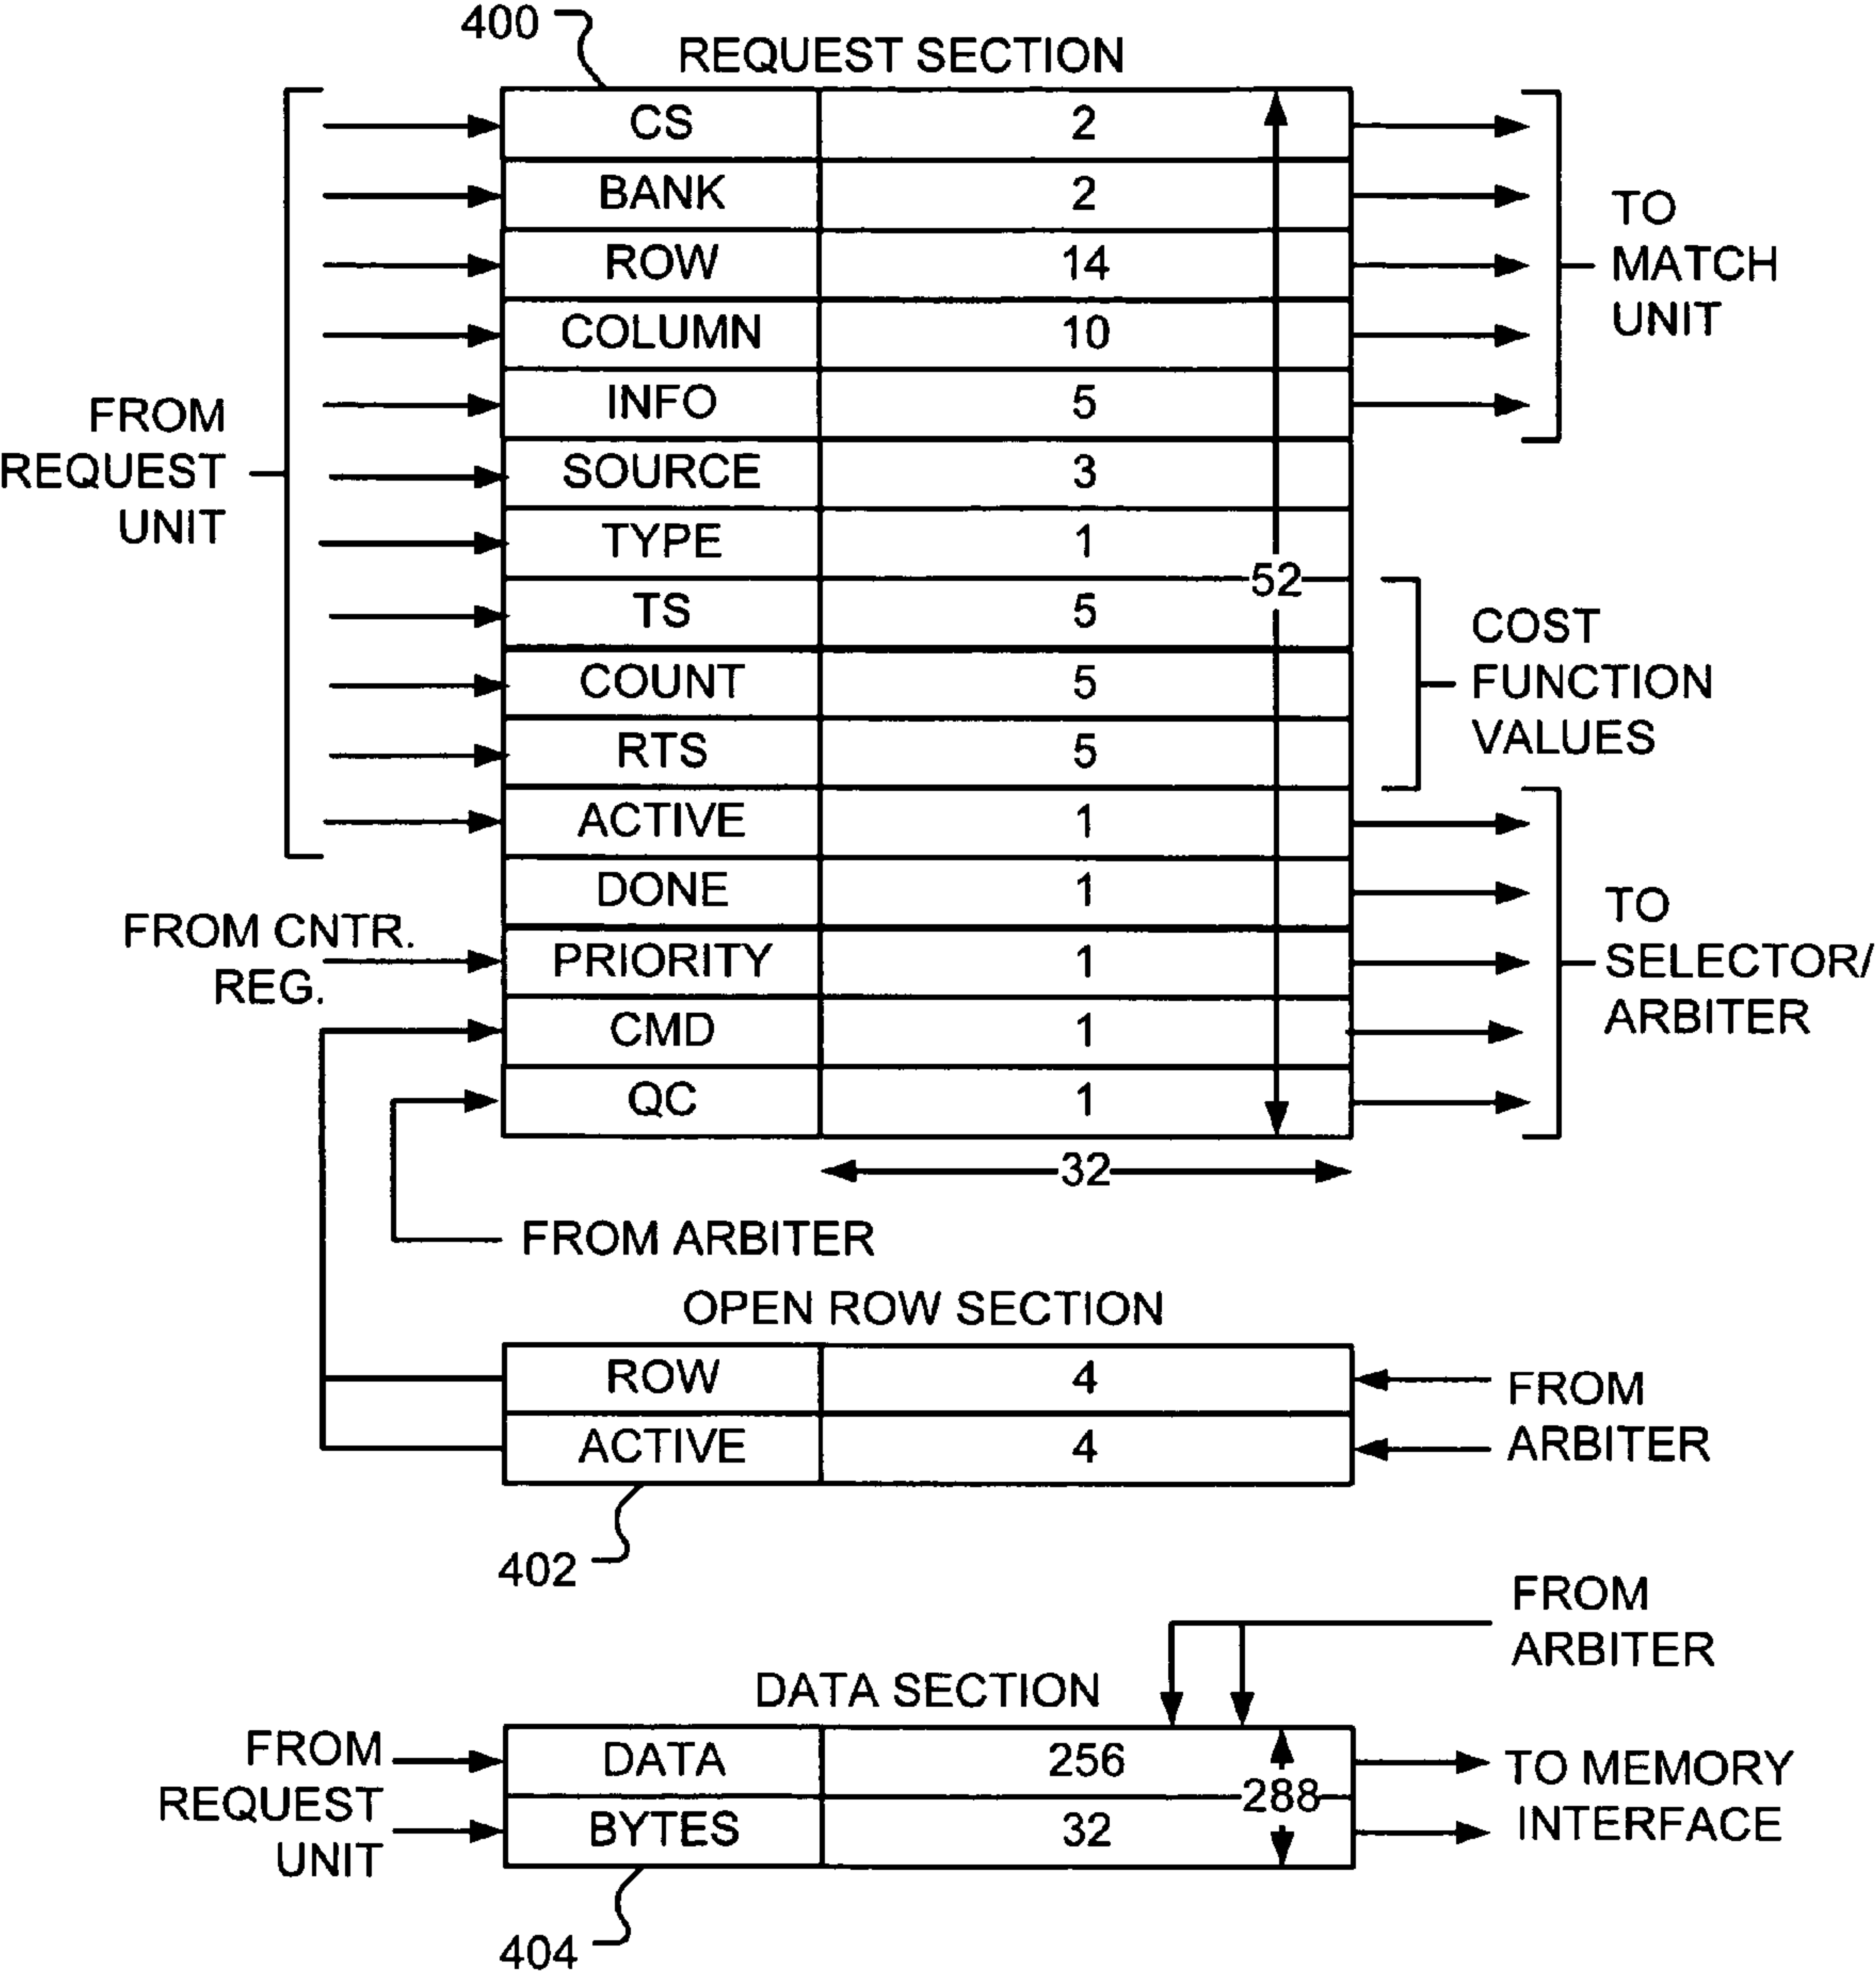 400
REQUEST SECTION
CS 2
BANK 2
ROW 14
COLUMN 10
INFO 5
SOURCE 3
TYPE 1
52
TS 5
COUNT 5
RTS 5
ACTIVE 1
DONE 1
PRIORITY 1
CMD 1
QC 1
32
FROM
REQUEST
UNIT
TO
MATCH
UNIT
COST
FUNCTION
VALUES
FROM CNTR.
REG.
TO
SELECTOR/
ARBITER
FROM ARBITER
OPEN ROW SECTION
ROW 4
ACTIVE 4
FROM
ARBITER
402
FROM
ARBITER
DATA SECTION
FROM
REQUEST
UNIT
DATA 256
288
BYTES 32
TO MEMORY
INTERFACE
404